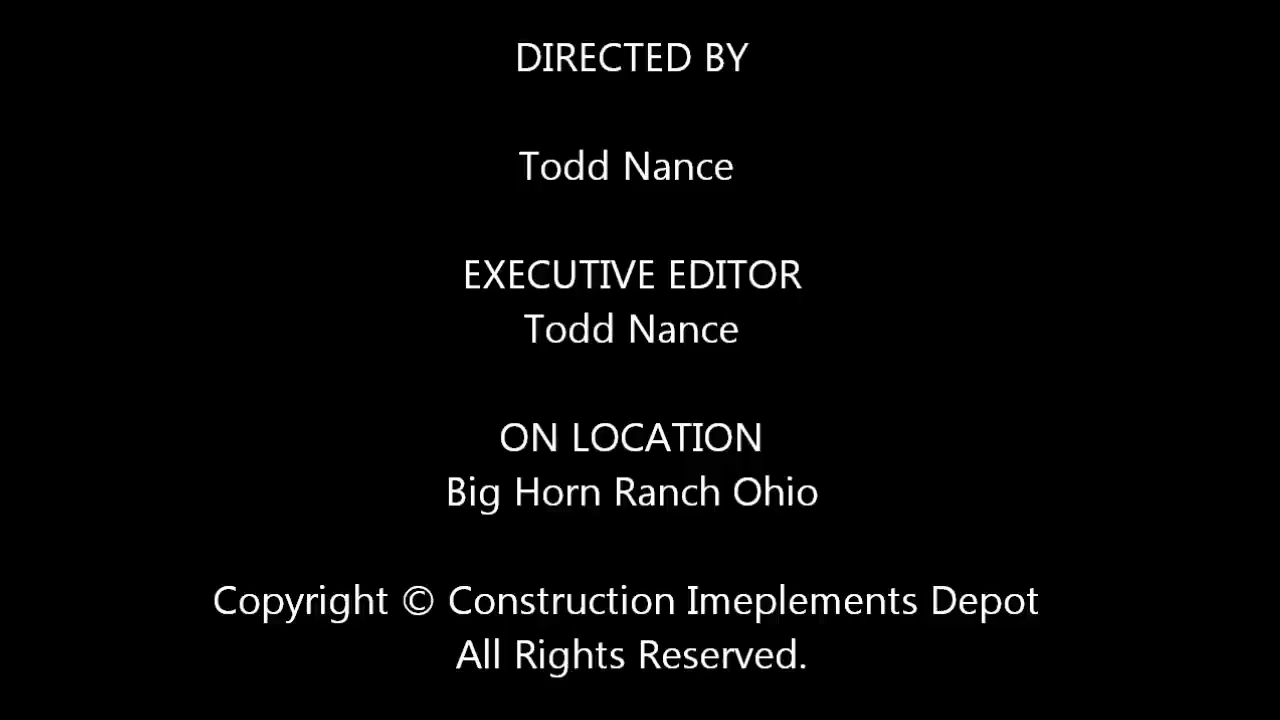 DIRECTED BY
Todd Nance
EXECUTIVE EDITOR
Todd Nance
ON LOCATION
Big Horn Ranch Ohio
Copyright © Construction Imeplements Depot
All Rights Reserved.